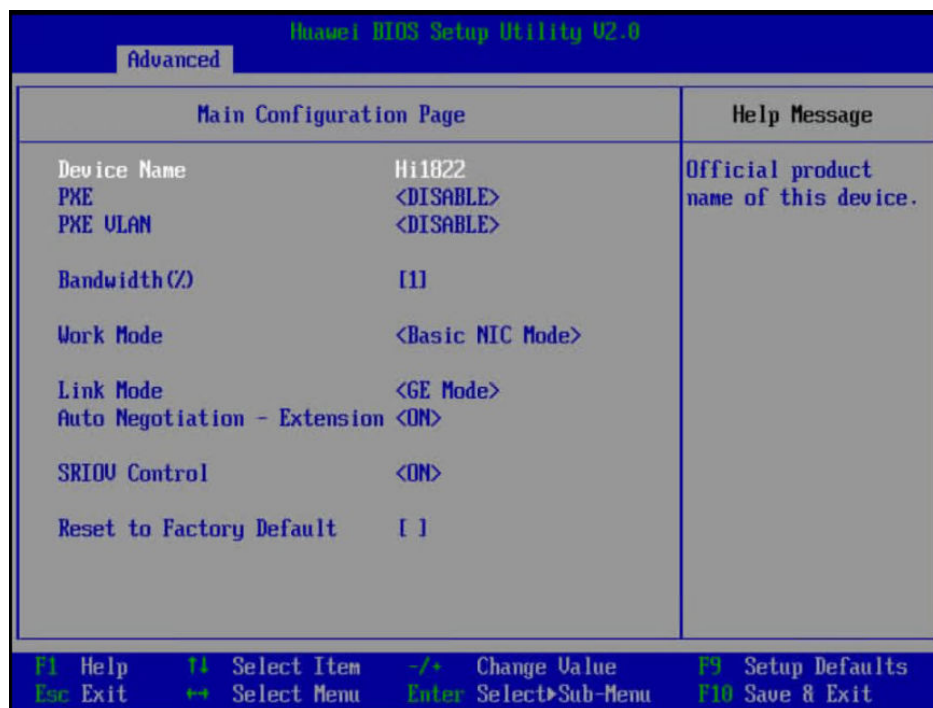 Huawei BIOS Setup Utility V2.0
Advanced
Main Configuration Page
Help Message
Device Name Hi1822
PXE <DISABLE>
PXE VLAN <DISABLE>
Bandwidth(%) [1]
Work Mode <Basic NIC Mode>
Link Mode <GE Mode>
Auto Negotiation - Extension <ON>
SRIOV Control <ON>
Reset to Factory Default [ ]
Official product
name of this device.
F1 Help ↑↓ Select Item -/+ Change Value F9 Setup Defaults
Esc Exit ↔ Select Menu Enter Select▶Sub-Menu F10 Save & Exit